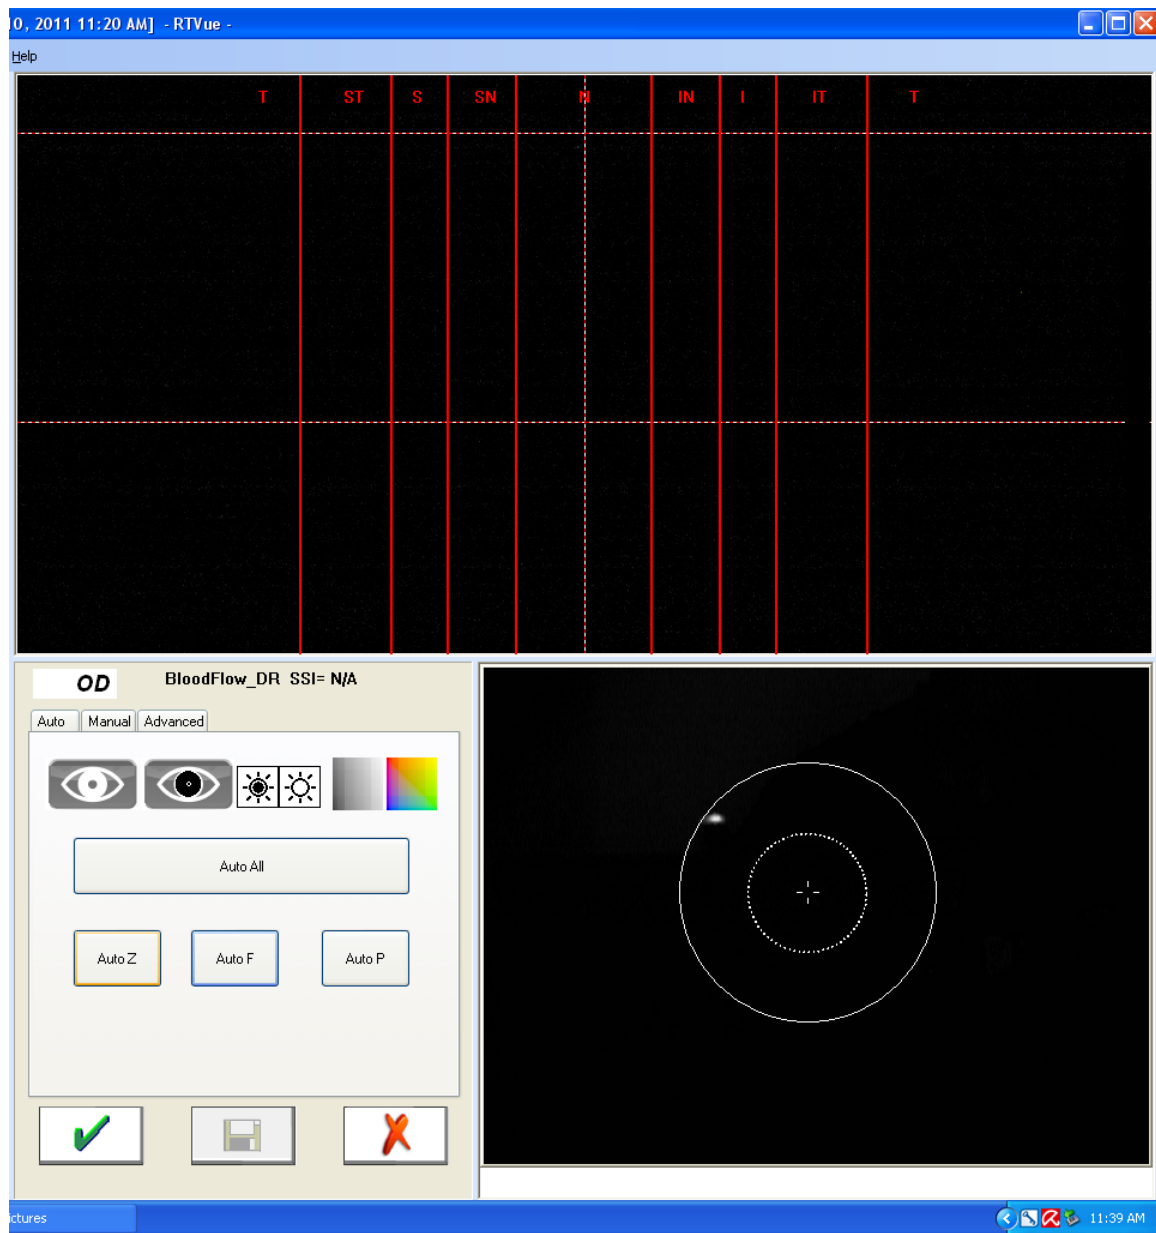 0, 2011 11:20 AM] - RTVue -
Help
T ST S SN N IN I IT T
OD BloodFlow_DR SSI= N/A
Auto Manual Advanced
Auto All
Auto Z Auto F Auto P
ictures 11:39 AM